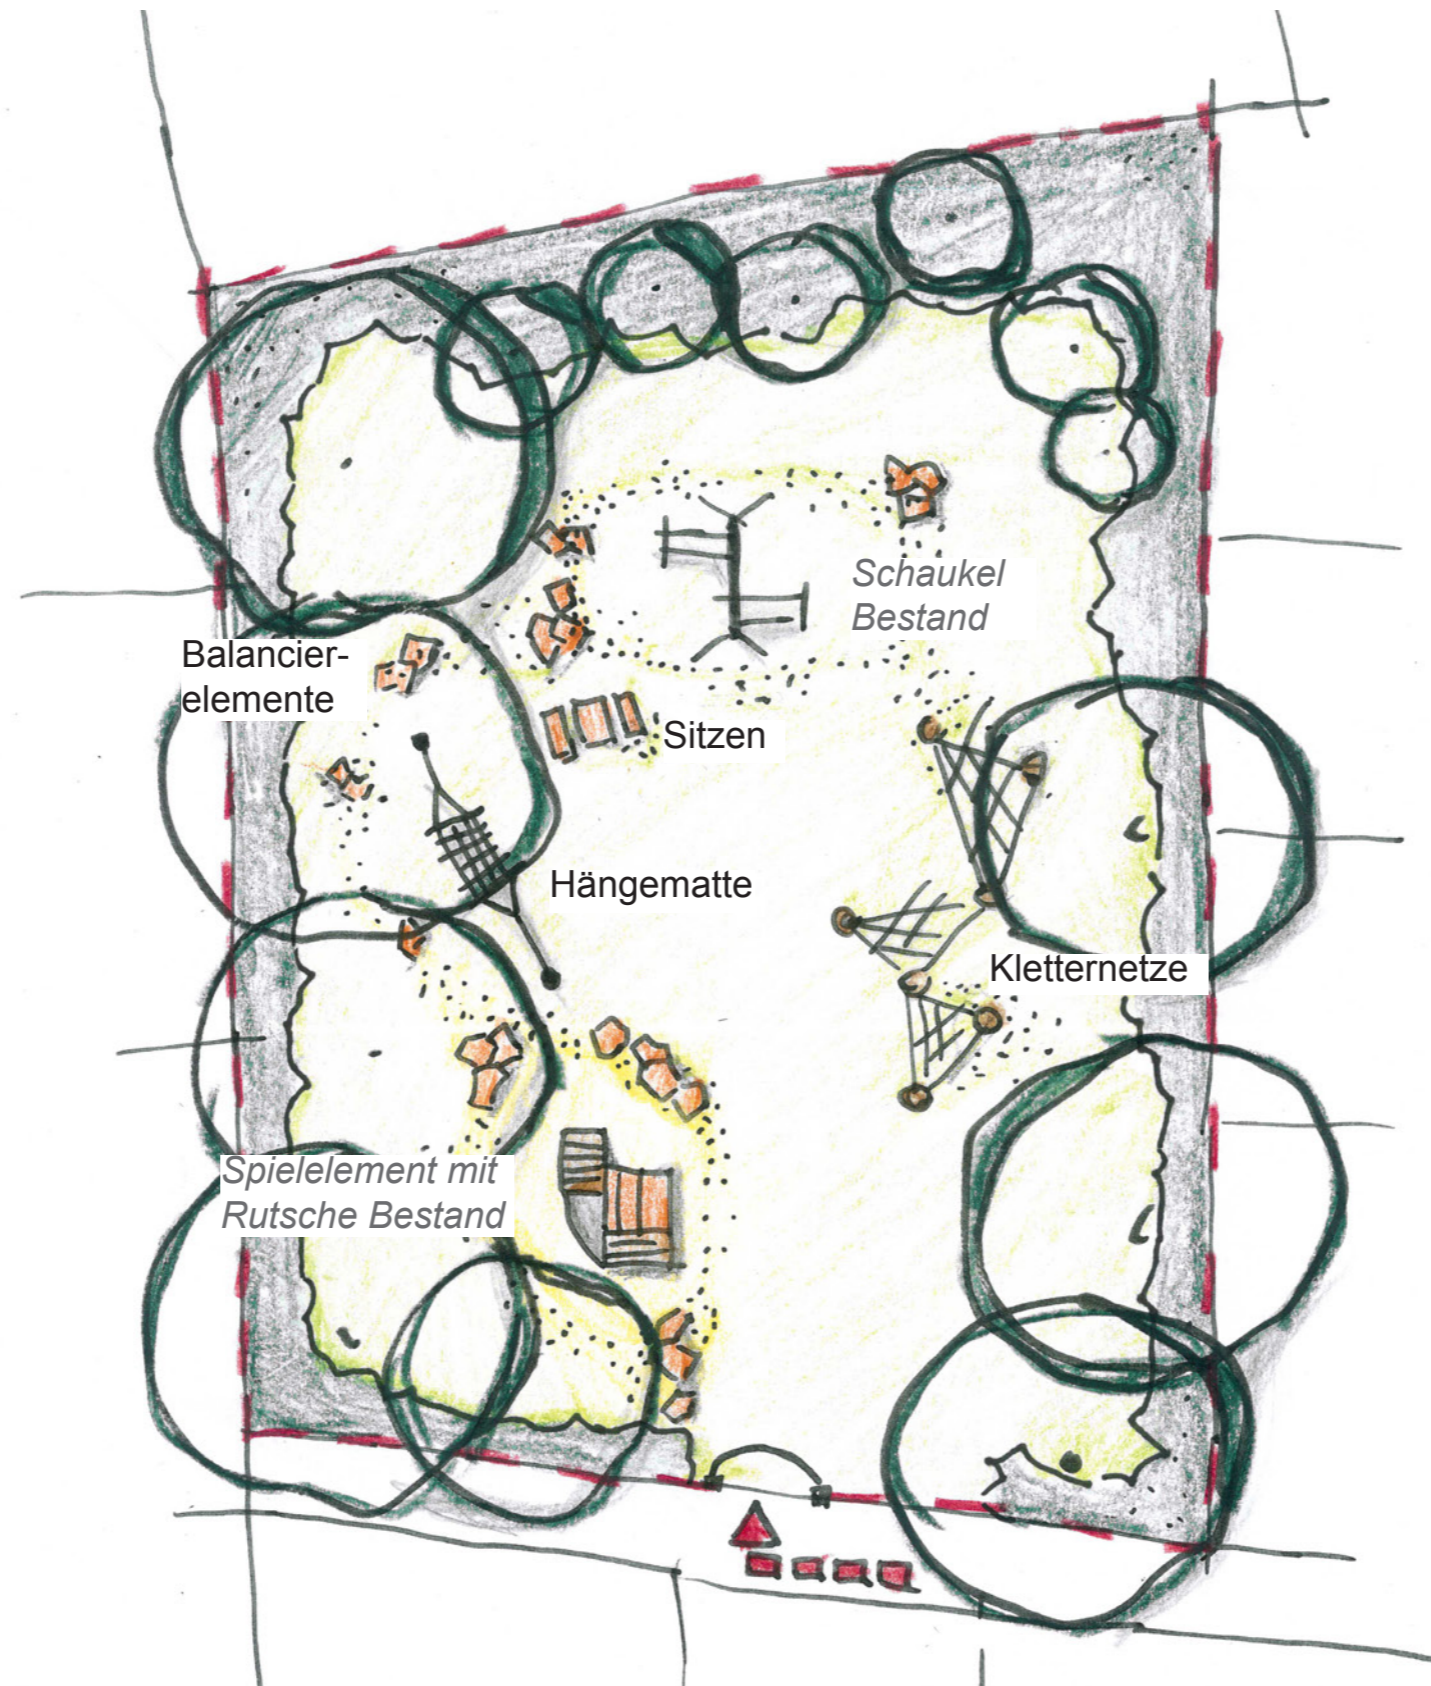 Schaukel
Bestand
Balancier-
elemente
Sitzen
Hängematte
Kletternetze
Spielelement mit
Rutsche Bestand